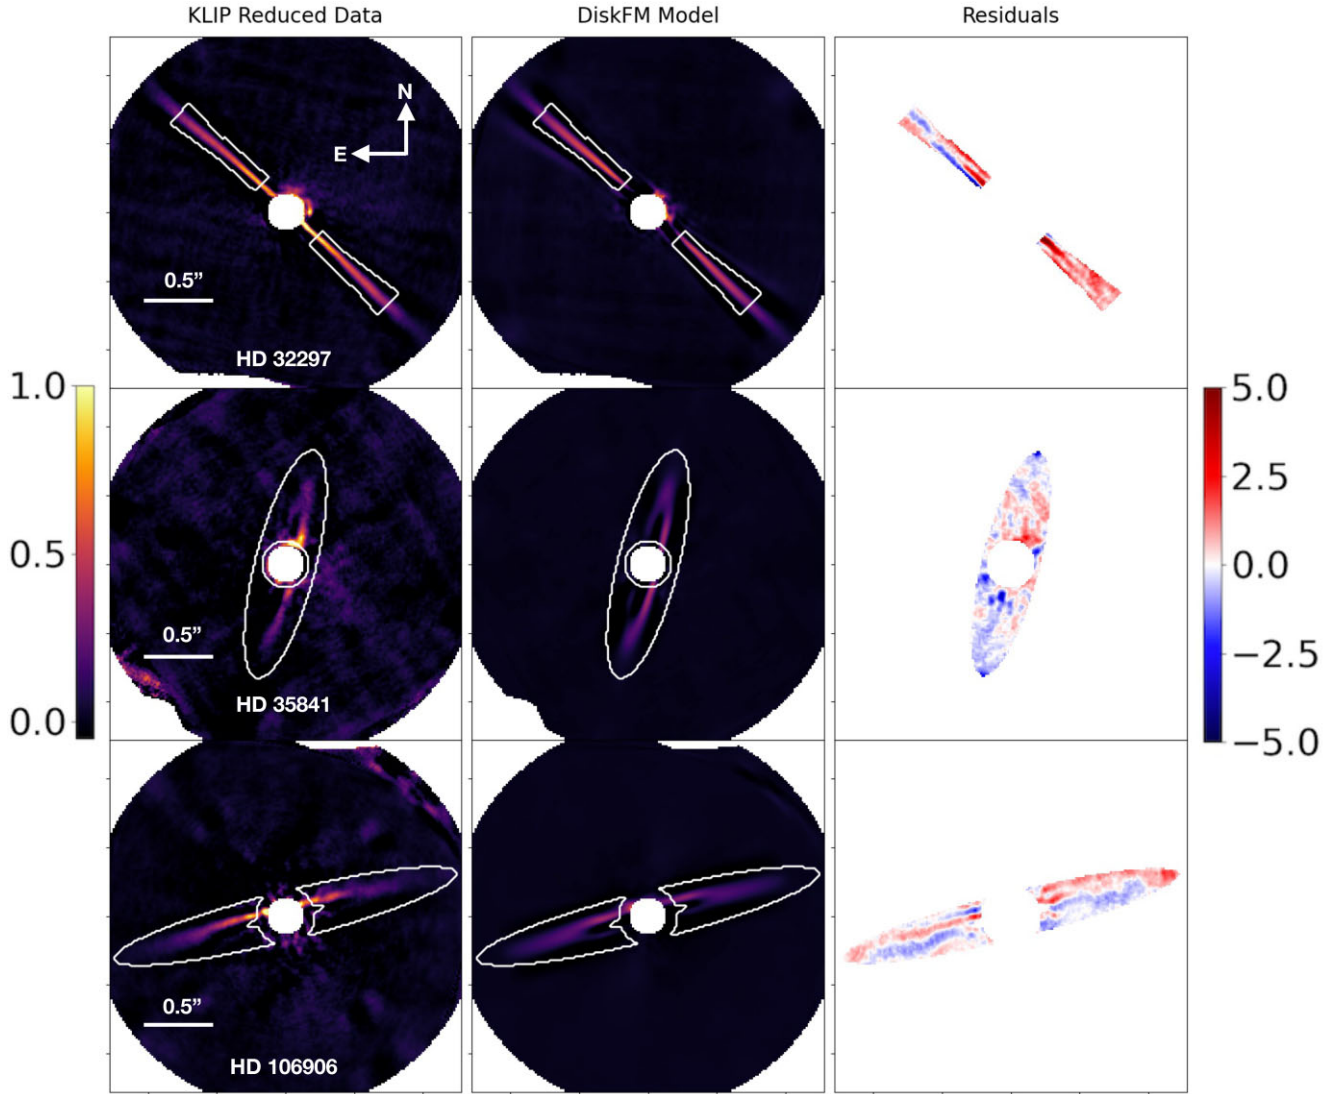 KLIP Reduced Data DiskFM Model Residuals
N
E
0.5”
HD 32297
1.0
0.5
0.0
0.5”
HD 35841
5.0
2.5
0.0
−2.5
−5.0
0.5”
HD 106906